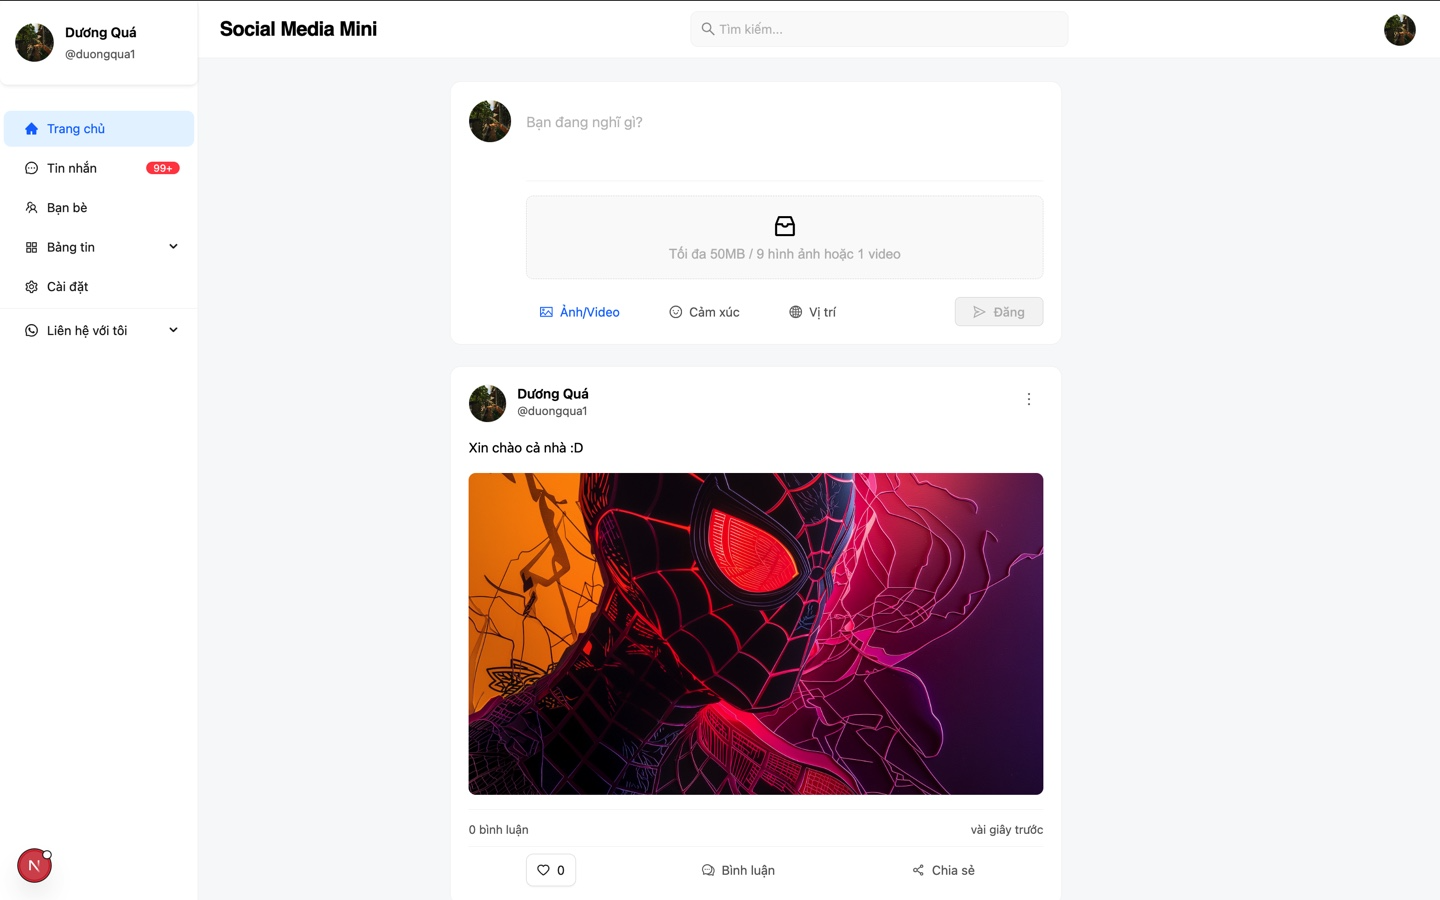 Dương Quá
@duongqua1
Social Media Mini
Tìm kiếm...
Trang chủ
Tin nhắn 99+
Bạn bè
Bảng tin
Cài đặt
Liên hệ với tôi
N
Bạn đang nghĩ gì?
Tối đa 50MB / 9 hình ảnh hoặc 1 video
Ảnh/Video Cảm xúc Vị trí Đăng
Dương Quá
@duongqua1
Xin chào cả nhà :D
0 bình luận vài giây trước
0 Bình luận Chia sẻ